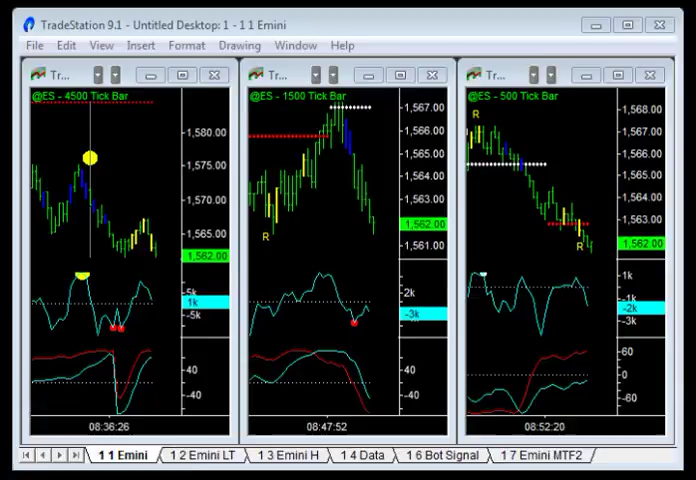 TradeStation 9.1 - Untitled Desktop: 1 - 1 1 Emini
File Edit View Insert Format Drawing Window Help
Tr... Tr... Tr...
@ES - 4500 Tick Bar
1,580.00
1,575.00
1,570.00
1,565.00
1,562.00
5k
1k
-5k
40
-40
08:36:26
@ES - 1500 Tick Bar
1,567.00
1,566.00
1,565.00
1,564.00
1,563.00
1,562.00
1,561.00
R
2k
-3k
40
-40
08:47:52
@ES - 500 Tick Bar
R
1,568.00
1,567.00
1,566.00
1,565.00
1,564.00
1,563.00
1,562.00
R
1k
-2k
-3k
60
0
-60
08:52:20
1 1 Emini 1 2 Emini LT 1 3 Emini H 1 4 Data 1 6 Bot Signal 1 7 Emini MTF2